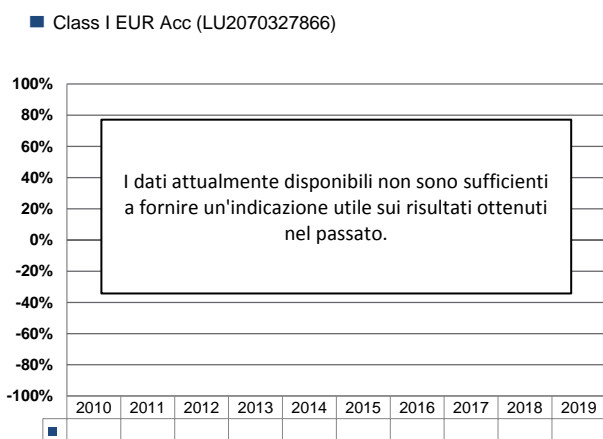 Class I EUR Acc (LU2070327866)
100%
80%
60%
40%
20%
0%
-20%
-40%
-60%
-80%
-100%
I dati attualmente disponibili non sono sufficienti
a fornire un'indicazione utile sui risultati ottenuti
nel passato.
2010 2011 2012 2013 2014 2015 2016 2017 2018 2019